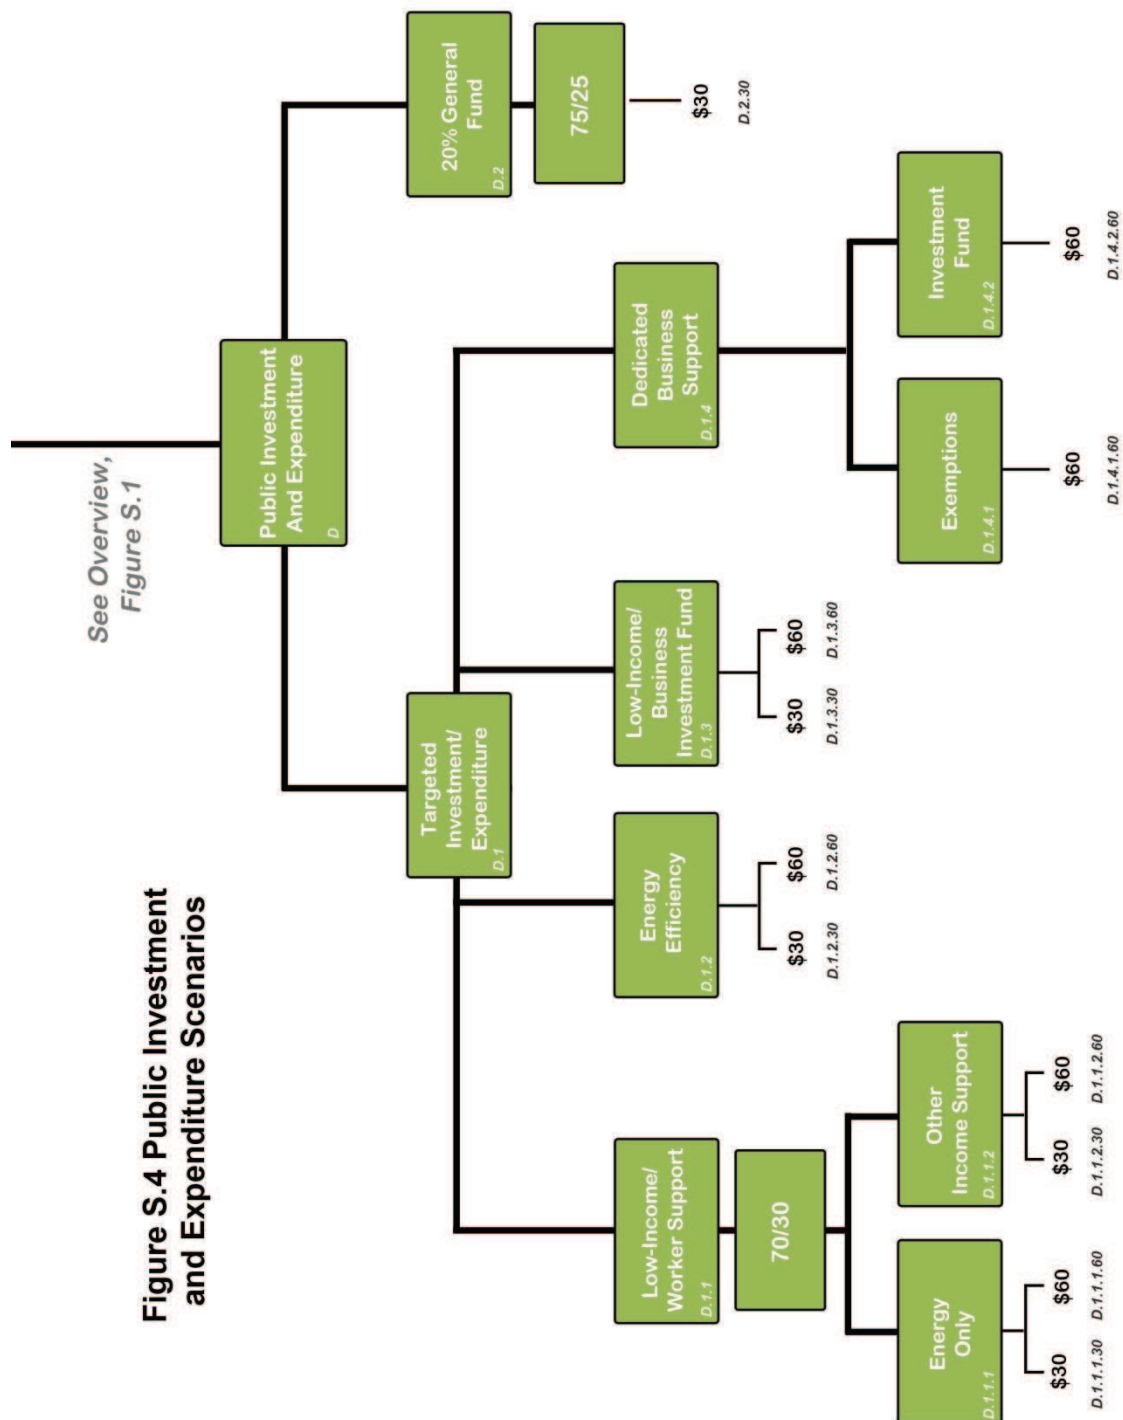 Figure S.4 Public Investment
and Expenditure Scenarios
See Overview,
Figure S.1
Public Investment
And Expenditure
D
Targeted
Investment/
Expenditure
D.1
20% General
Fund
D.2
75/25
$30
D.2.30
Low-Income/
Worker Support
D.1.1
70/30
Energy
Efficiency
D.1.2
$30
$60
D.1.2.30
D.1.2.60
Low-Income/
Business
Investment Fund
D.1.3
$30
$60
D.1.3.30
D.1.3.60
Dedicated
Business
Support
D.1.4
Energy
Only
D.1.1.1
$30
$60
D.1.1.1.30
D.1.1.1.60
Other
Income Support
D.1.1.2
$30
$60
D.1.1.2.30
D.1.1.2.60
Exemptions
D.1.4.1
$60
D.1.4.1.60
Investment
Fund
D.1.4.2
$60
D.1.4.2.60